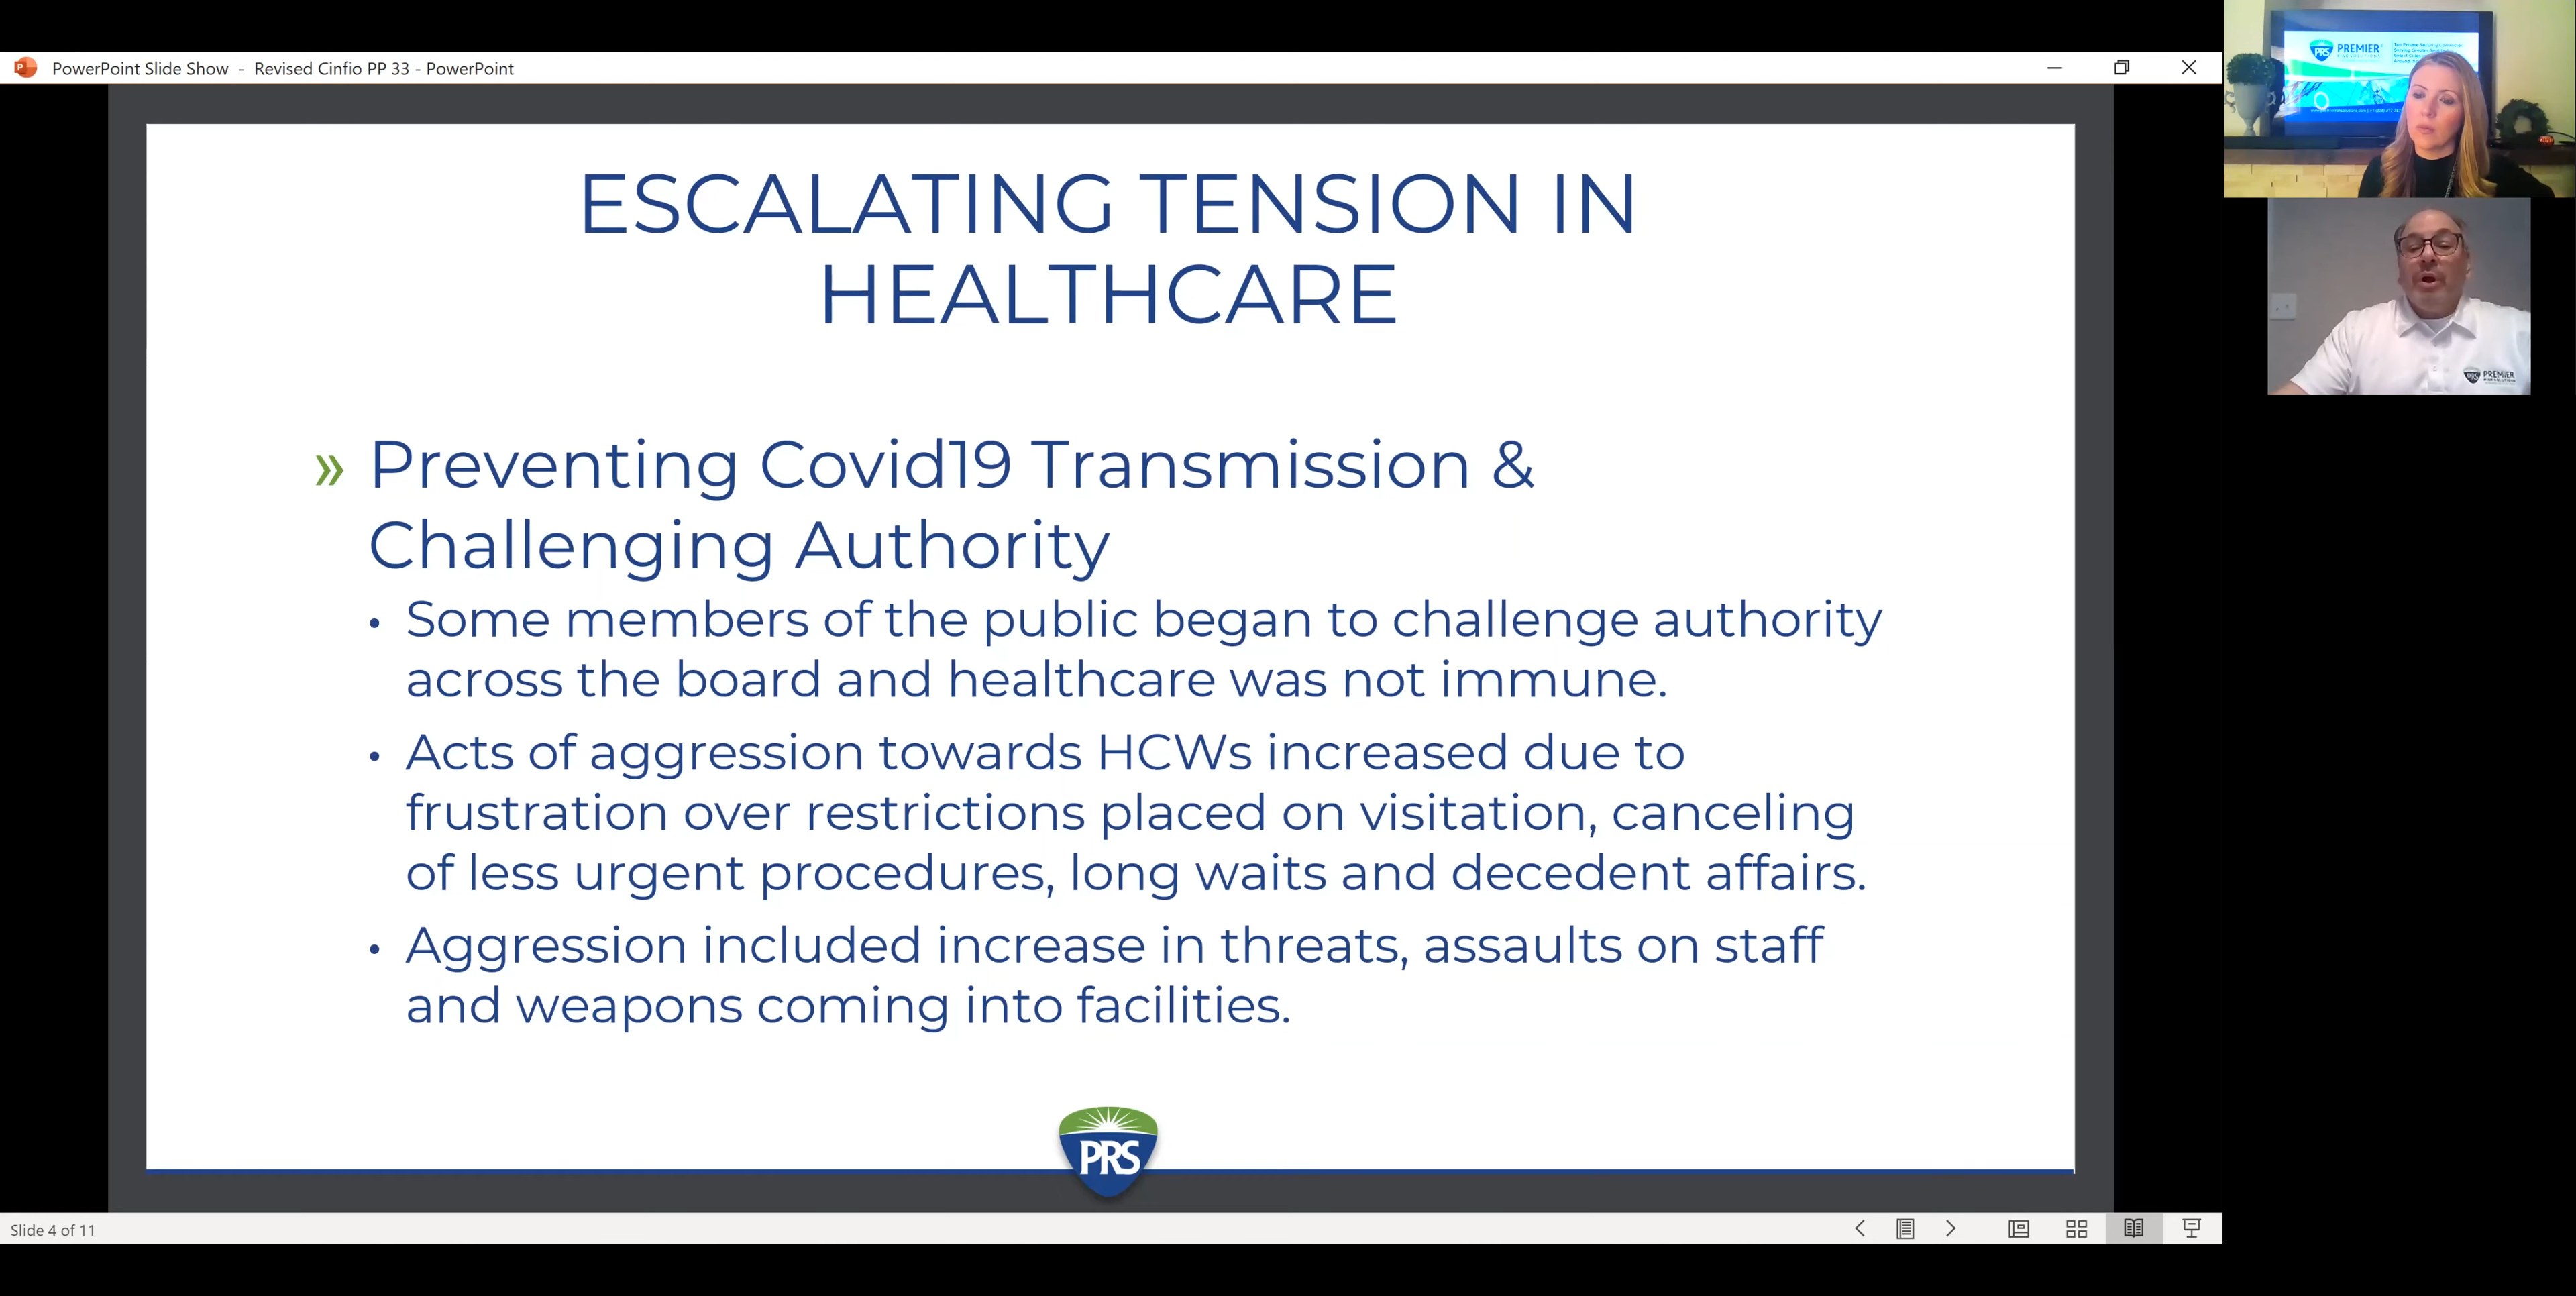 PowerPoint Slide Show - Revised Cinfio PP 33 - PowerPoint
ESCALATING TENSION IN
HEALTHCARE
» Preventing Covid19 Transmission &
Challenging Authority
• Some members of the public began to challenge authority
across the board and healthcare was not immune.
• Acts of aggression towards HCWs increased due to
frustration over restrictions placed on visitation, canceling
of less urgent procedures, long waits and decedent affairs.
• Aggression included increase in threats, assaults on staff
and weapons coming into facilities.
PRS
Slide 4 of 11
PRS PREMIER
PRS PREMIER